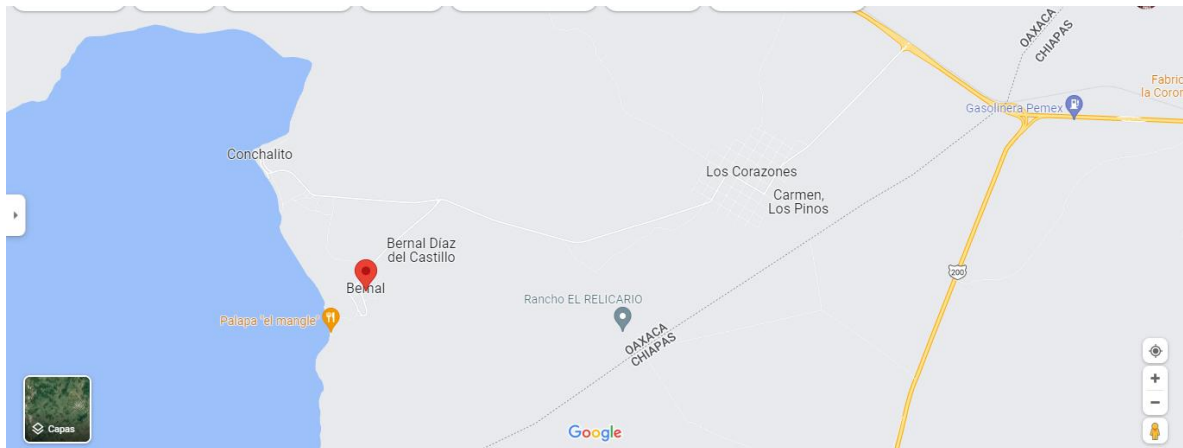 OAXACA
CHIAPAS
Gasolinera Pemex
Fabric
la Coron
Conchalito
Los Corazones
Carmen,
Los Pinos
Bernal Díaz
del Castillo
200
Bernal
Rancho EL RELICARIO
Palapa "el mangle"
OAXACA
CHIAPAS
Capas
Google